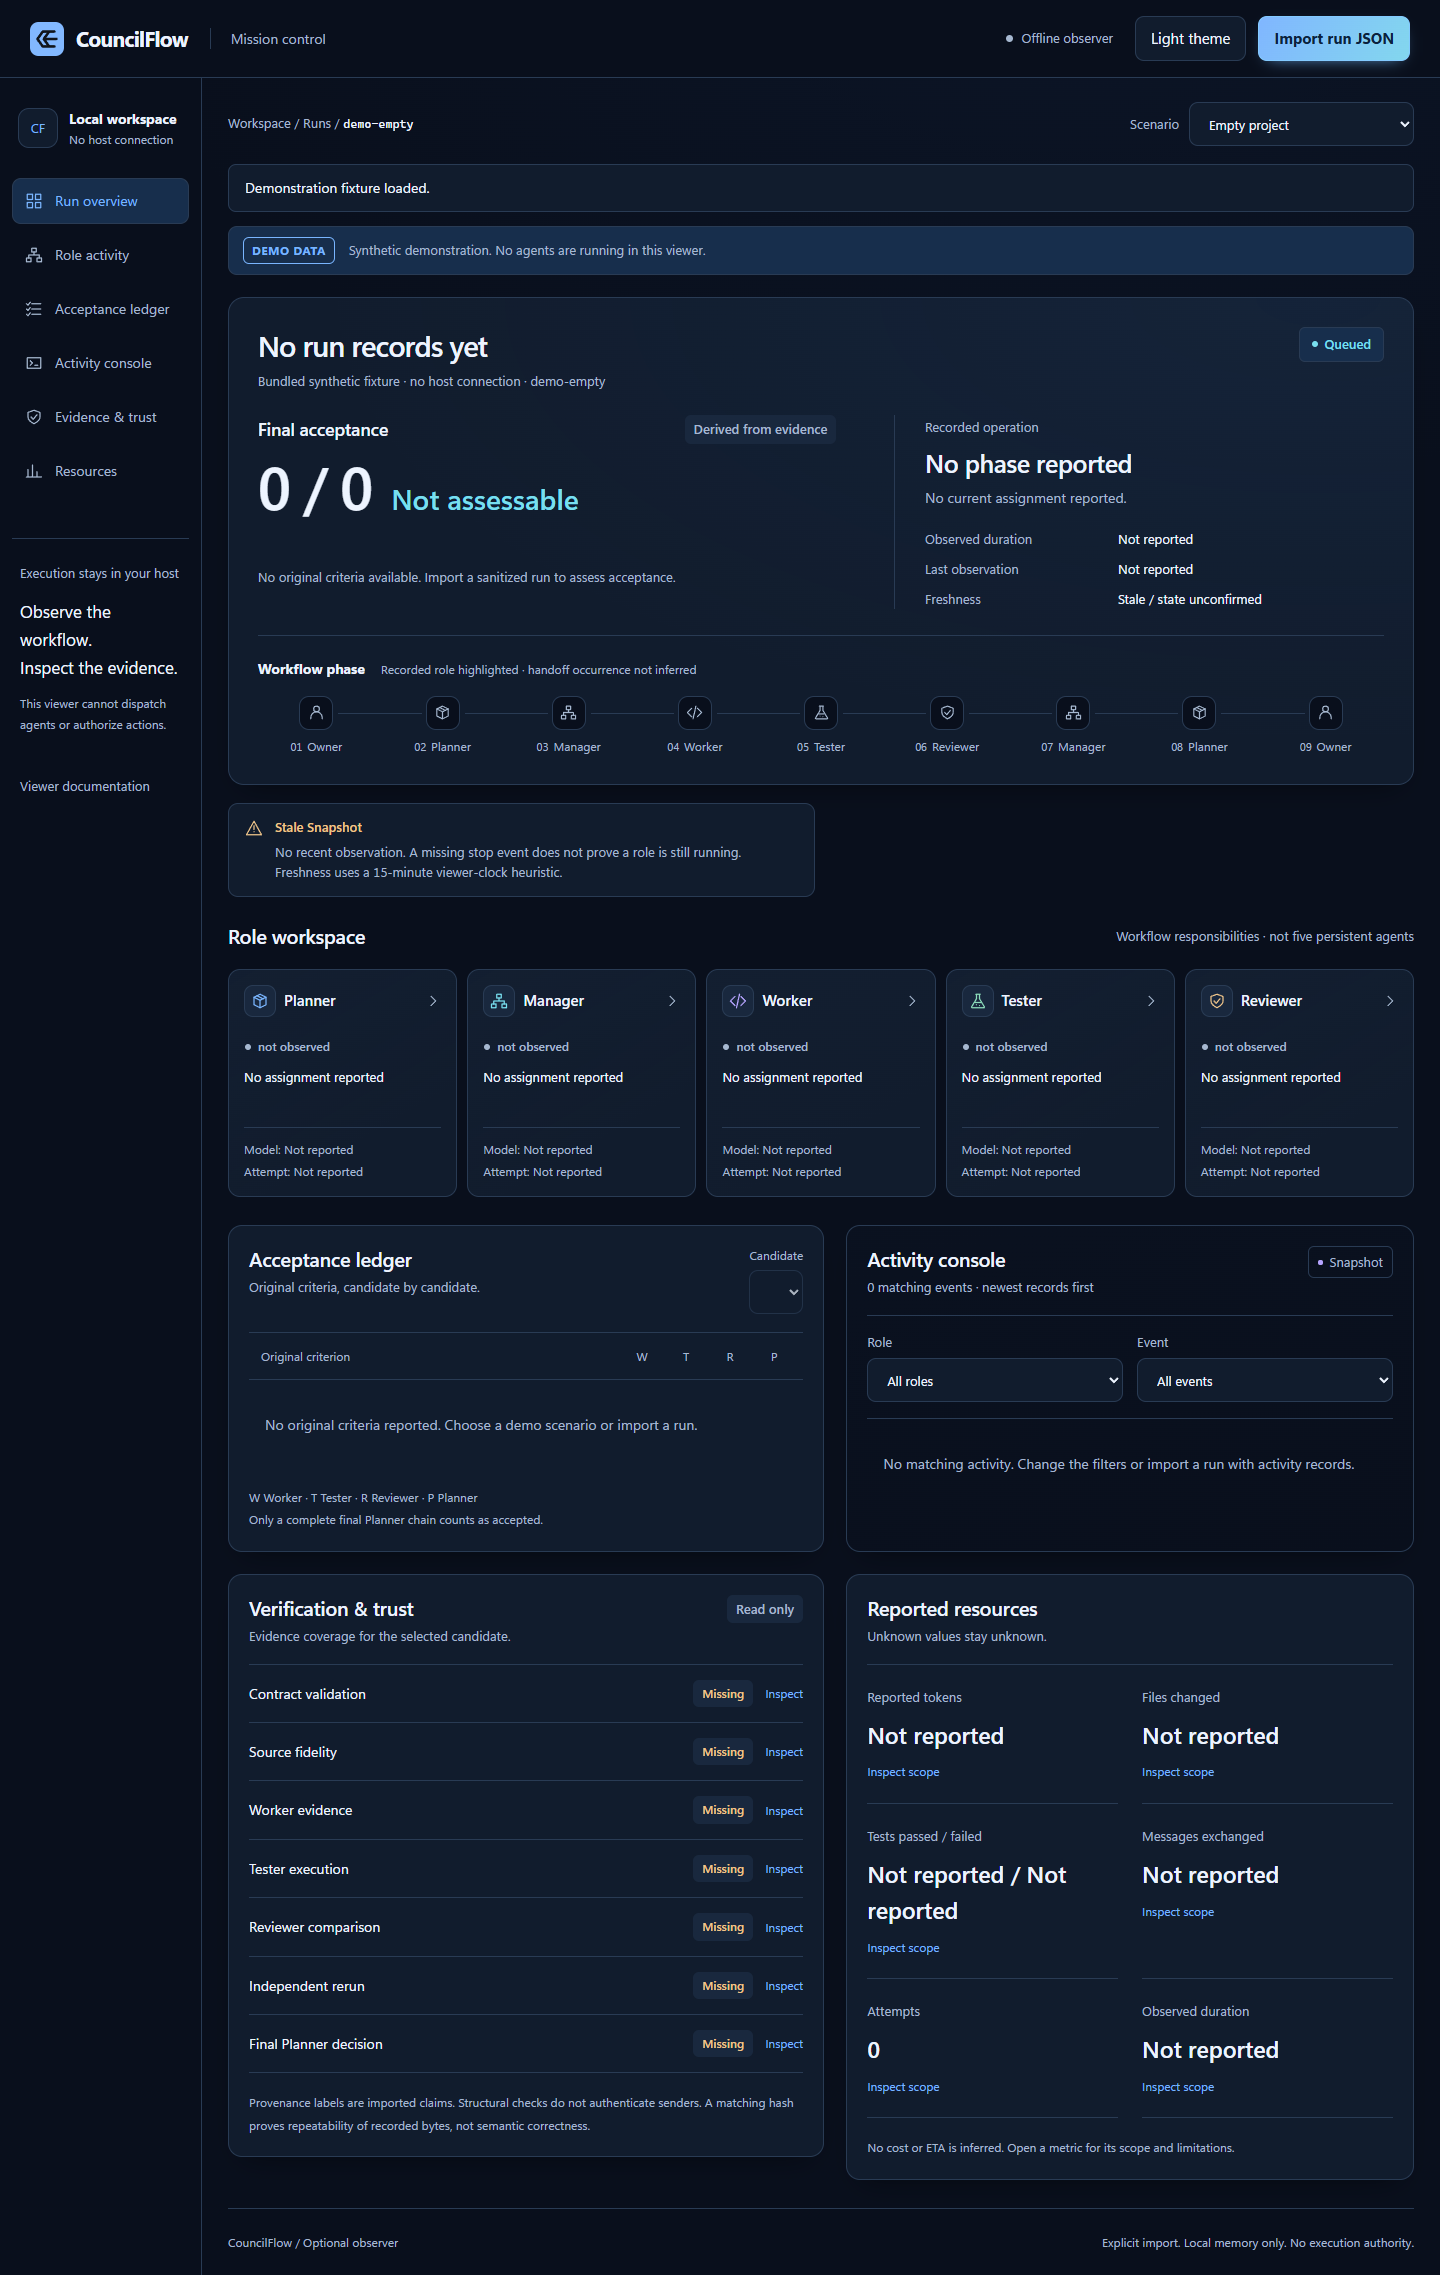 CouncilFlow
Mission control
Offline observer
Light theme
Import run JSON
CF
Local workspace
No host connection
Run overview
Role activity
Acceptance ledger
Activity console
Evidence & trust
Resources
Execution stays in your host
Observe the
workflow.
Inspect the evidence.
This viewer cannot dispatch
agents or authorize actions.
Viewer documentation
Workspace / Runs / demo-empty
Scenario
Empty project
Demonstration fixture loaded.
DEMO DATA
Synthetic demonstration. No agents are running in this viewer.
No run records yet
Queued
Bundled synthetic fixture · no host connection · demo-empty
Final acceptance
Derived from evidence
0 / 0 Not assessable
No original criteria available. Import a sanitized run to assess acceptance.
Recorded operation
No phase reported
No current assignment reported.
Observed duration Not reported
Last observation Not reported
Freshness Stale / state unconfirmed
Workflow phase Recorded role highlighted · handoff occurrence not inferred
01 Owner
02 Planner
03 Manager
04 Worker
05 Tester
06 Reviewer
07 Manager
08 Planner
09 Owner
Stale Snapshot
No recent observation. A missing stop event does not prove a role is still running.
Freshness uses a 15-minute viewer-clock heuristic.
Role workspace
Workflow responsibilities · not five persistent agents
Planner
not observed
No assignment reported
Model: Not reported
Attempt: Not reported
Manager
not observed
No assignment reported
Model: Not reported
Attempt: Not reported
Worker
not observed
No assignment reported
Model: Not reported
Attempt: Not reported
Tester
not observed
No assignment reported
Model: Not reported
Attempt: Not reported
Reviewer
not observed
No assignment reported
Model: Not reported
Attempt: Not reported
Acceptance ledger
Original criteria, candidate by candidate.
Candidate
Original criterion W T R P
No original criteria reported. Choose a demo scenario or import a run.
W Worker · T Tester · R Reviewer · P Planner
Only a complete final Planner chain counts as accepted.
Activity console
0 matching events · newest records first
Snapshot
Role
All roles
Event
All events
No matching activity. Change the filters or import a run with activity records.
Verification & trust
Read only
Evidence coverage for the selected candidate.
Contract validation Missing Inspect
Source fidelity Missing Inspect
Worker evidence Missing Inspect
Tester execution Missing Inspect
Reviewer comparison Missing Inspect
Independent rerun Missing Inspect
Final Planner decision Missing Inspect
Provenance labels are imported claims. Structural checks do not authenticate senders. A matching hash
proves repeatability of recorded bytes, not semantic correctness.
Reported resources
Unknown values stay unknown.
Reported tokens
Not reported
Inspect scope
Files changed
Not reported
Inspect scope
Tests passed / failed
Not reported / Not
reported
Inspect scope
Messages exchanged
Not reported
Inspect scope
Attempts
0
Inspect scope
Observed duration
Not reported
Inspect scope
No cost or ETA is inferred. Open a metric for its scope and limitations.
CouncilFlow / Optional observer
Explicit import. Local memory only. No execution authority.